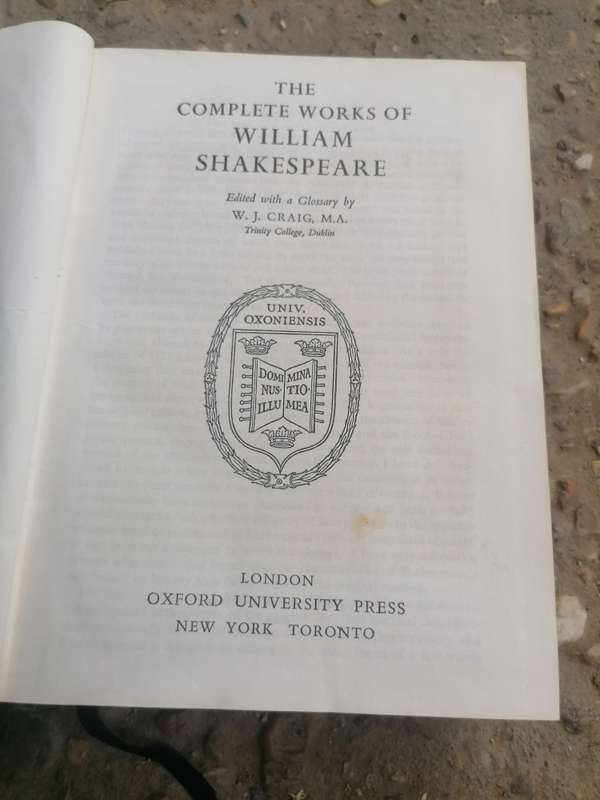 THE
COMPLETE WORKS OF
WILLIAM
SHAKESPEARE
Edited with a Glossary by
W. J. CRAIG, M.A.
Trinity College, Dublin
UNIV.
OXONIENSIS
DOMI MINA
NUS TIO
ILLU MEA
LONDON
OXFORD UNIVERSITY PRESS
NEW YORK TORONTO